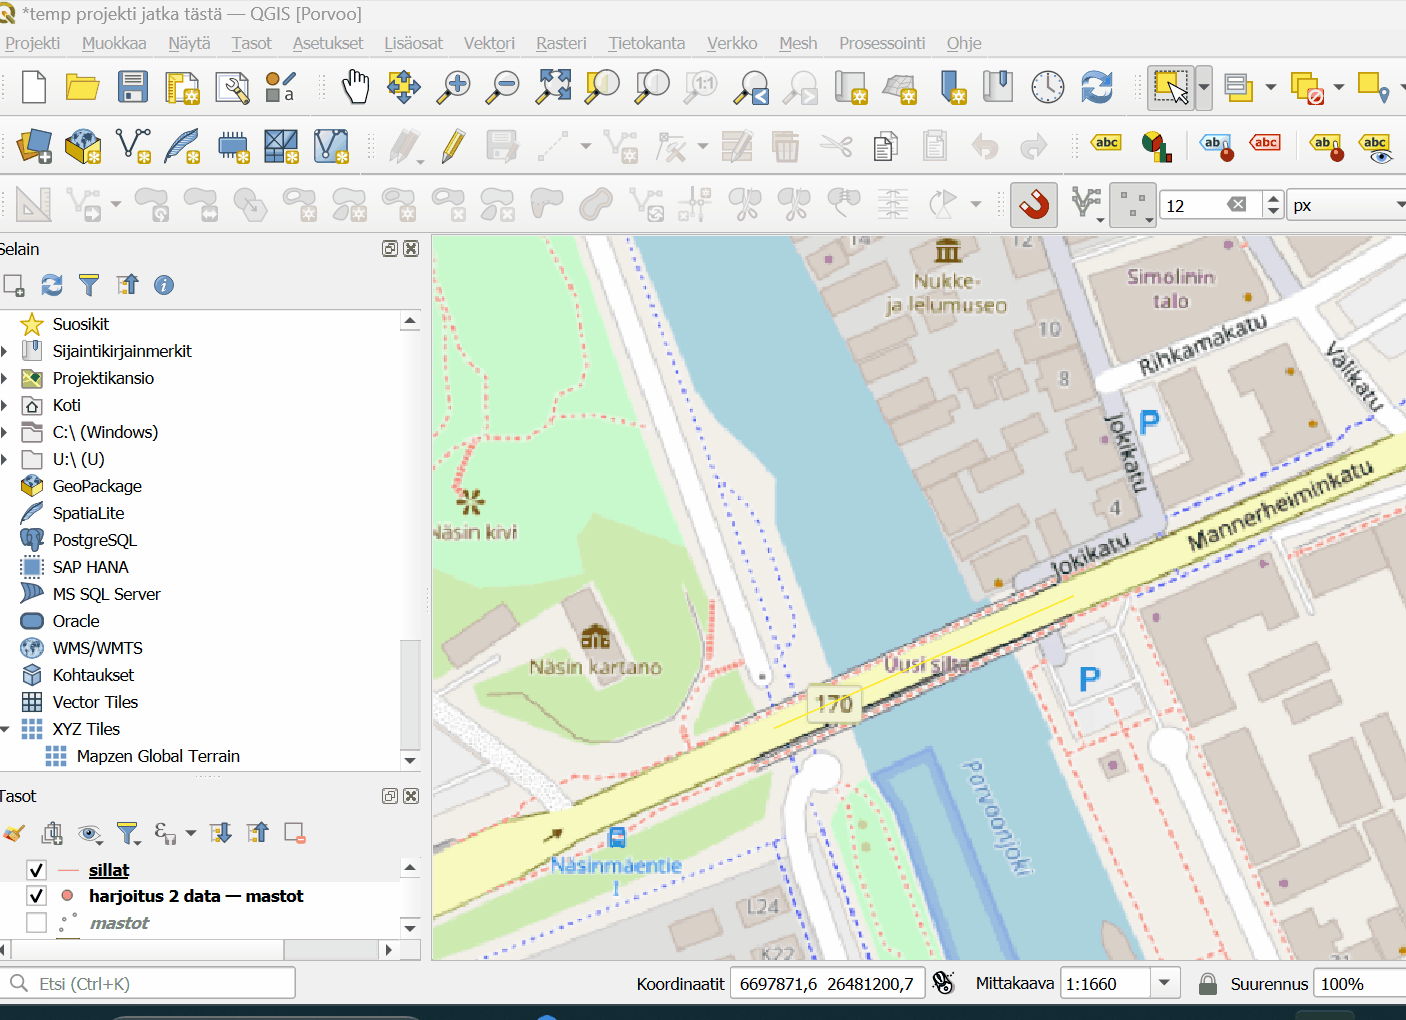 *temp projekti jatka tästä — QGIS [Porvoo]
Projekti Muokkaa Näytä Tasot Asetukset Lisäosat Vektori Rasteri Tietokanta Verkko Mesh Prosessointi Ohje
a 1:1
abc abc abc abc abc
12 px
Selain
Suosikit
Sijaintikirjainmerkit
Projektikansio
Koti
C:\ (Windows)
U:\ (U)
GeoPackage
SpatiaLite
PostgreSQL
SAP HANA
MS SQL Server
Oracle
WMS/WMTS
Kohtaukset
Vector Tiles
XYZ Tiles
Mapzen Global Terrain
Tasot
sillat
harjoitus 2 data — mastot
mastot
14
12
Nukke-
ja lelumuseo
Simolinin
talo
10
8
4
Rihkamakatu
Välikatu
P
Jokikatu
Mannerheiminkatu
Jokikatu
Näsin kivi
Näsin kartano
Uusi silta
170
P
Porvoonjoki
Näsinmäentie
I
L24
K22
Etsi (Ctrl+K)
Koordinaatit 6697871,6 26481200,7 Mittakaava 1:1660 Suurennus 100%